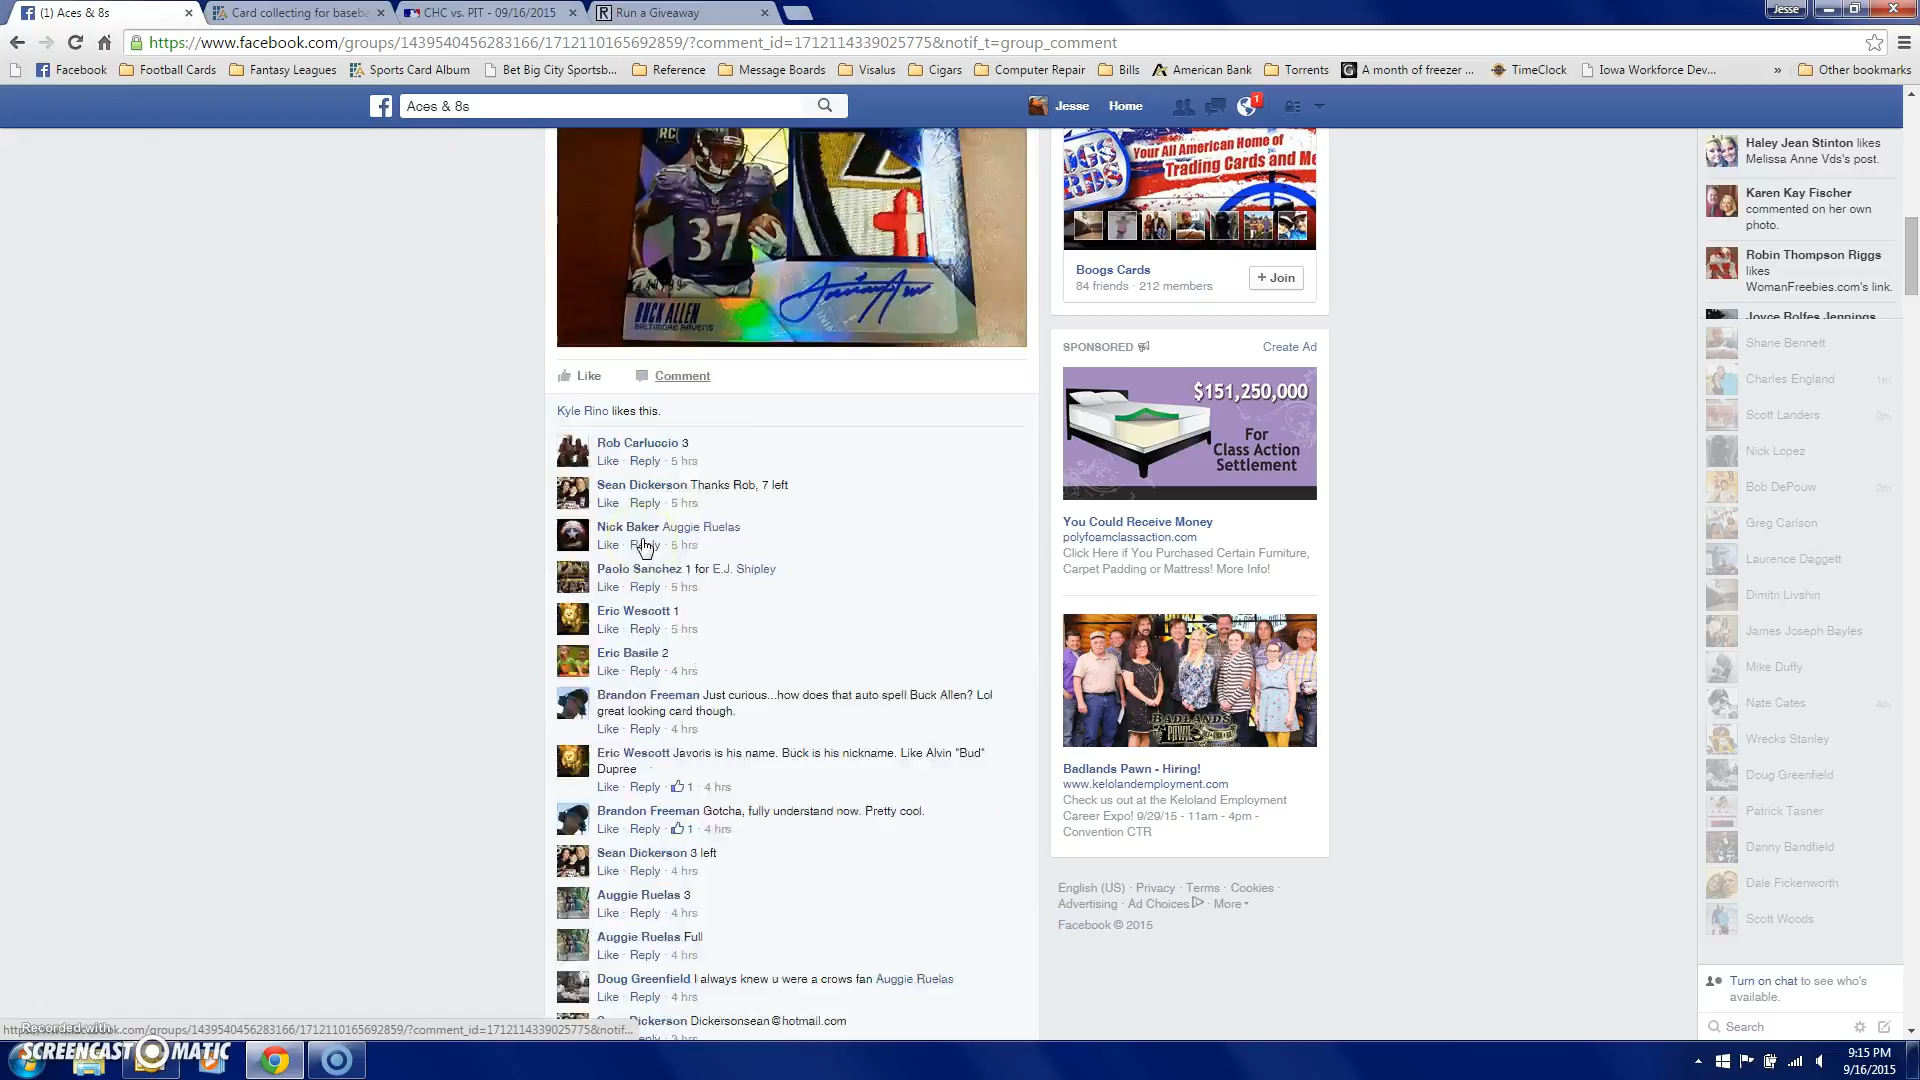 (1) Aces & 8s
Card collecting for baseba
CHC vs. PIT - 09/16/2015
Run a Giveaway
Jesse
https://www.facebook.com/groups/1439540456283166/1712110165692859/?comment_id=1712114339025775&notif_t=group_comment
Facebook
Football Cards
Fantasy Leagues
Sports Card Album
Bet Big City Sportsb...
Reference
Message Boards
Visalus
Cigars
Computer Repair
Bills
American Bank
Torrents
A month of freezer ...
TimeClock
Iowa Workforce Dev...
»
Other bookmarks
Aces & 8s
Jesse
Home
1
RC
37
BUCK ALLEN
BALTIMORE RAVENS
Like
Comment
Kyle Rino likes this.
Rob Carluccio 3
Like · Reply · 5 hrs
Sean Dickerson Thanks Rob, 7 left
Like · Reply · 5 hrs
Nick Baker Auggie Ruelas
Like · Reply · 5 hrs
Paolo Sanchez 1 for E.J. Shipley
Like · Reply · 5 hrs
Eric Wescott 1
Like · Reply · 5 hrs
Eric Basile 2
Like · Reply · 4 hrs
Brandon Freeman Just curious...how does that auto spell Buck Allen? Lol
great looking card though.
Like · Reply · 4 hrs
Eric Wescott Javoris is his name. Buck is his nickname. Like Alvin "Bud"
Dupree
Like · Reply · 1 · 4 hrs
Brandon Freeman Gotcha, fully understand now. Pretty cool.
Like · Reply · 1 · 4 hrs
Sean Dickerson 3 left
Like · Reply · 4 hrs
Auggie Ruelas 3
Like · Reply · 4 hrs
Auggie Ruelas Full
Like · Reply · 4 hrs
Doug Greenfield I always knew u were a crows fan Auggie Ruelas
Like · Reply · 4 hrs
Dickerson Dickersonsean@hotmail.com
Your All American Home of
Trading Cards and Me
Boogs Cards
84 friends · 212 members
+ Join
SPONSORED
Create Ad
$151,250,000
For
Class Action
Settlement
You Could Receive Money
polyfoamclassaction.com
Click Here if You Purchased Certain Furniture,
Carpet Padding or Mattress! More Info!
BADLANDS
PAWN
Badlands Pawn - Hiring!
www.kelolandemployment.com
Check us out at the Keloland Employment
Career Expo! 9/29/15 - 11am - 4pm -
Convention CTR
English (US) · Privacy · Terms · Cookies ·
Advertising · Ad Choices · More
Facebook © 2015
Haley Jean Stinton likes
Melissa Anne Vds's post.
Karen Kay Fischer
commented on her own
photo.
Robin Thompson Riggs
likes
WomanFreebies.com's link.
Joyce Rolfes Jennings
Shane Bennett
Charles England 1m
Scott Landers 2m
Nick Lopez
Bob DePouw 2m
Greg Carlson
Laurence Daggett
Dimitri Livshin
James Joseph Bayles
Mike Duffy
Nate Cates 4m
Wrecks Stanley
Doug Greenfield
Patrick Tasner
Danny Bandfield
Dale Fickenworth
Scott Woods
Turn on chat to see who's
available.
Search
.com/groups/1439540456283166/1712110165692859/?comment_id=1712114339025775&notif...
Recorded with
SCREENCAST MATIC
9:15 PM
9/16/2015